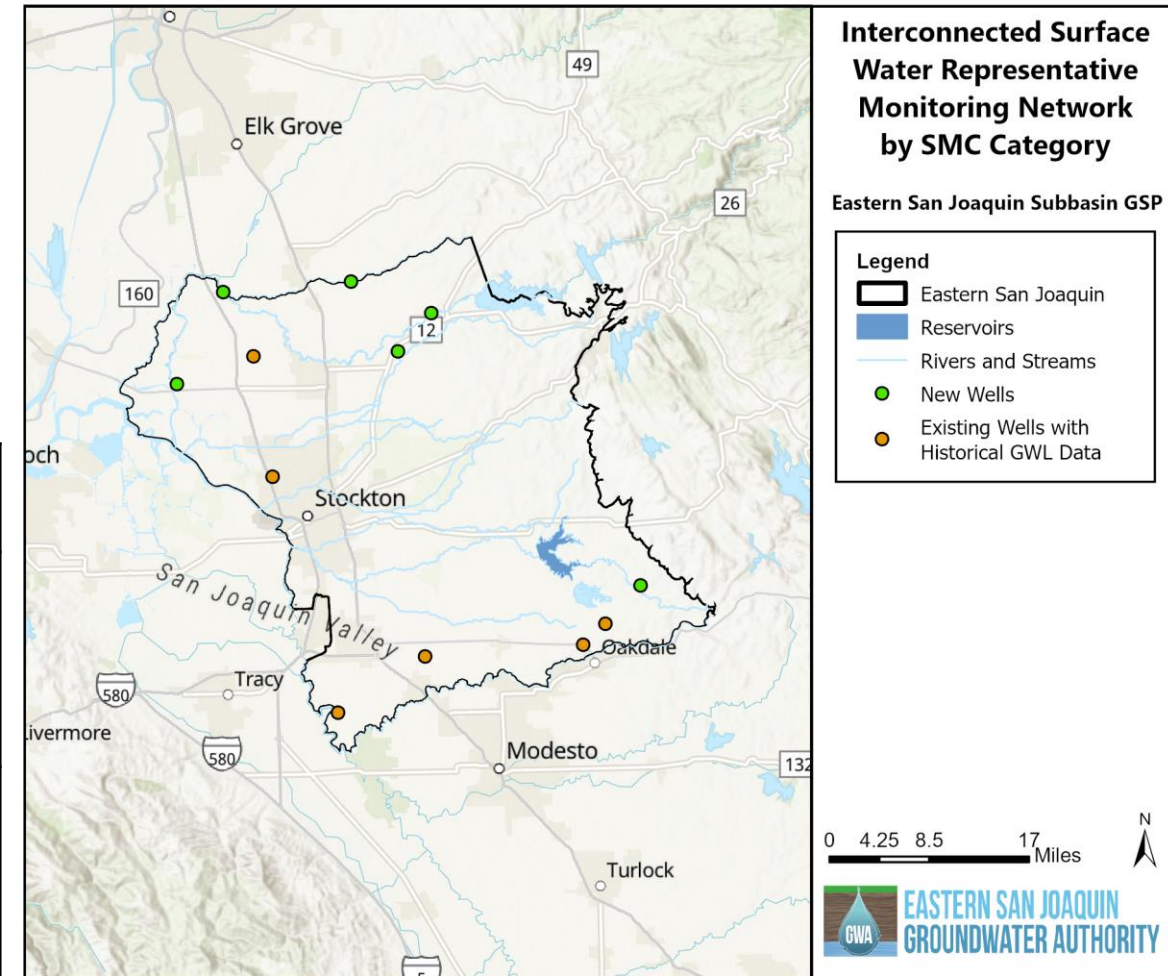 49
Elk Grove
26
160
12
och
Stockton
San Joaquin Valley
Oakdale
Tracy
580
ivermore
580
Modesto
132
Turlock
5
Interconnected Surface
Water Representative
Monitoring Network
by SMC Category
Eastern San Joaquin Subbasin GSP
Legend
Eastern San Joaquin
Reservoirs
Rivers and Streams
New Wells
Existing Wells with
Historical GWL Data
0 4.25 8.5 17
Miles
N
GWA
EASTERN SAN JOAQUIN
GROUNDWATER AUTHORITY